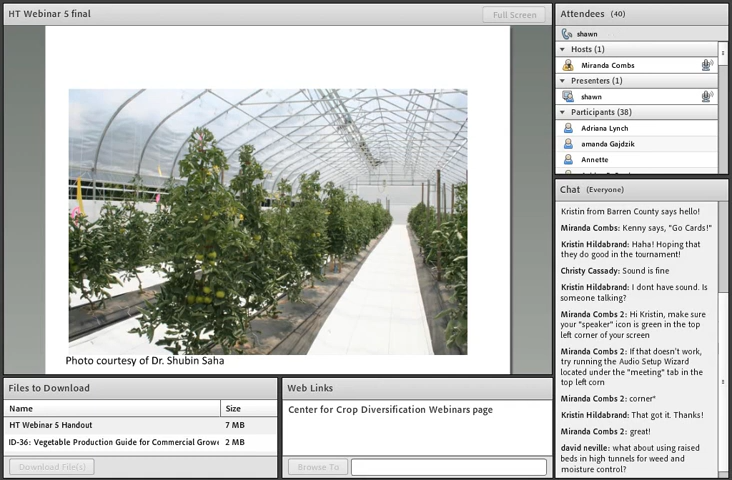 HT Webinar 5 final
Full Screen
Photo courtesy of Dr. Shubin Saha
Files to Download
Name Size
HT Webinar 5 Handout 7 MB
ID-36: Vegetable Production Guide for Commercial Growe 2 MB
Download File(s)
Web Links
Center for Crop Diversification Webinars page
Browse To
Attendees (40)
shawn
Hosts (1)
Miranda Combs
Presenters (1)
shawn
Participants (38)
Adriana Lynch
amanda Gajdzik
Annette
Chat (Everyone)
Kristin from Barren County says hello!
Miranda Combs: Kenny says, "Go Cards!"
Kristin Hildabrand: Haha! Hoping that
they do good in the tournament!
Christy Cassady: Sound is fine
Kristin Hildabrand: I dont have sound. Is
someone talking?
Miranda Combs 2: Hi Kristin, make sure
your "speaker" icon is green in the top
left corner of your screen
Miranda Combs 2: If that doesn't work,
try running the Audio Setup Wizard
located under the "meeting" tab in the
top left corn
Miranda Combs 2: corner*
Kristin Hildabrand: That got it. Thanks!
Miranda Combs 2: great!
david neville: what about using raised
beds in high tunnels for weed and
moisture control?